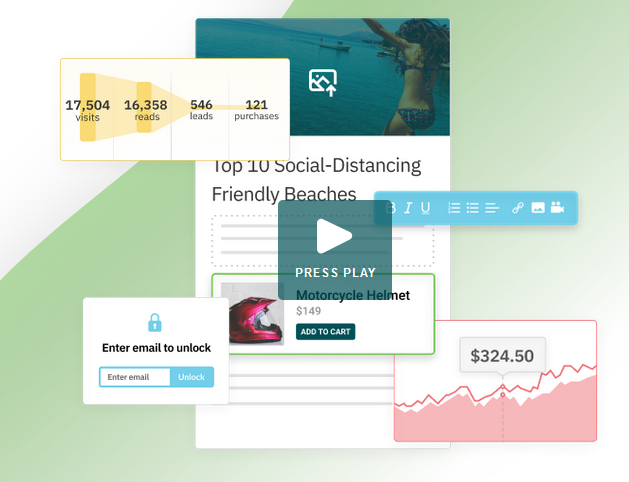 17,504
visits
16,358
reads
546
leads
121
purchases
Top 10 Social-Distancing
Friendly Beaches
B I U
PRESS PLAY
Motorcycle Helmet
$149
ADD TO CART
Enter email to unlock
Enter email
Unlock
$324.50